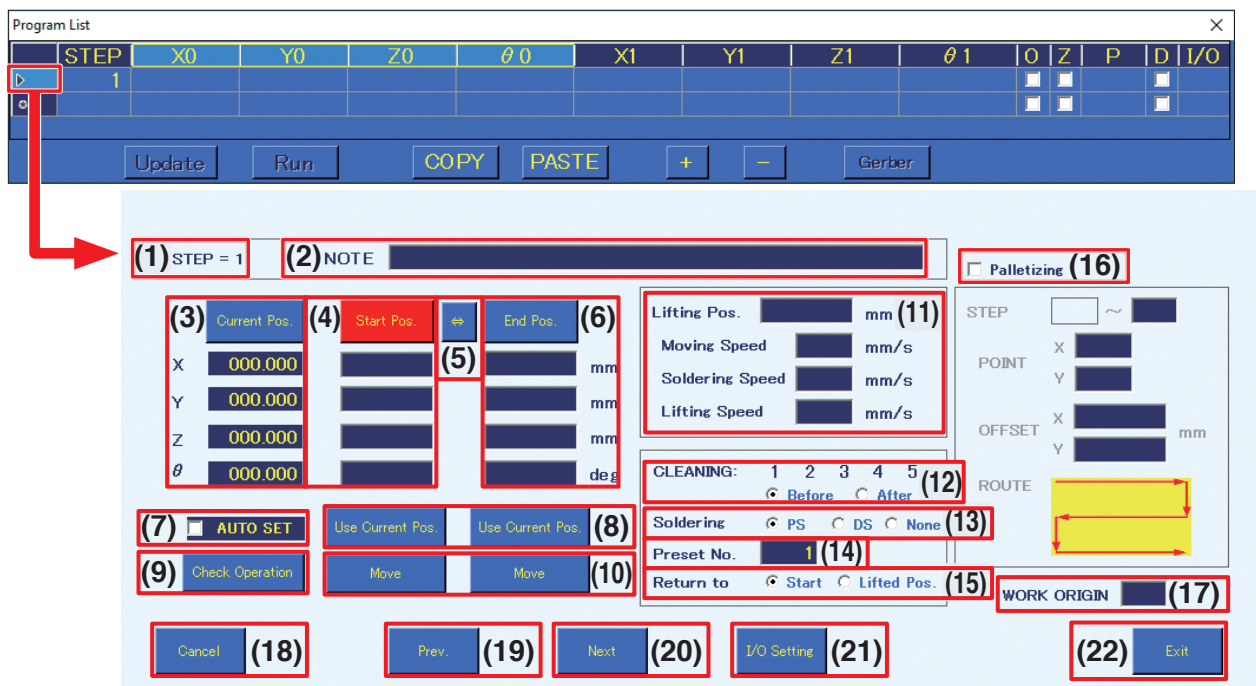 Program List
STEP X0 Y0 Z0 θ0 X1 Y1 Z1 θ1 O Z P D I/O
1
Update Run COPY PASTE + − Gerber
(1) STEP = 1 (2) NOTE
Palletizing (16)
(3) Current Pos. (4) Start Pos. ⇔ (5) End Pos. (6)
X 000.000 mm
Y 000.000 mm
Z 000.000 mm
θ 000.000 deg
(7) AUTO SET Use Current Pos. Use Current Pos. (8)
(9) Check Operation Move Move (10)
Lifting Pos. mm (11)
Moving Speed mm/s
Soldering Speed mm/s
Lifting Speed mm/s
CLEANING: 1 2 3 4 5 (12)
Before After
Soldering PS DS None (13)
Preset No. 1 (14)
Return to Start Lifted Pos. (15)
STEP ~
POINT X
Y
OFFSET X mm
Y
ROUTE
WORK ORIGIN (17)
Cancel (18) Prev. (19) Next (20) I/O Setting (21) (22) Exit